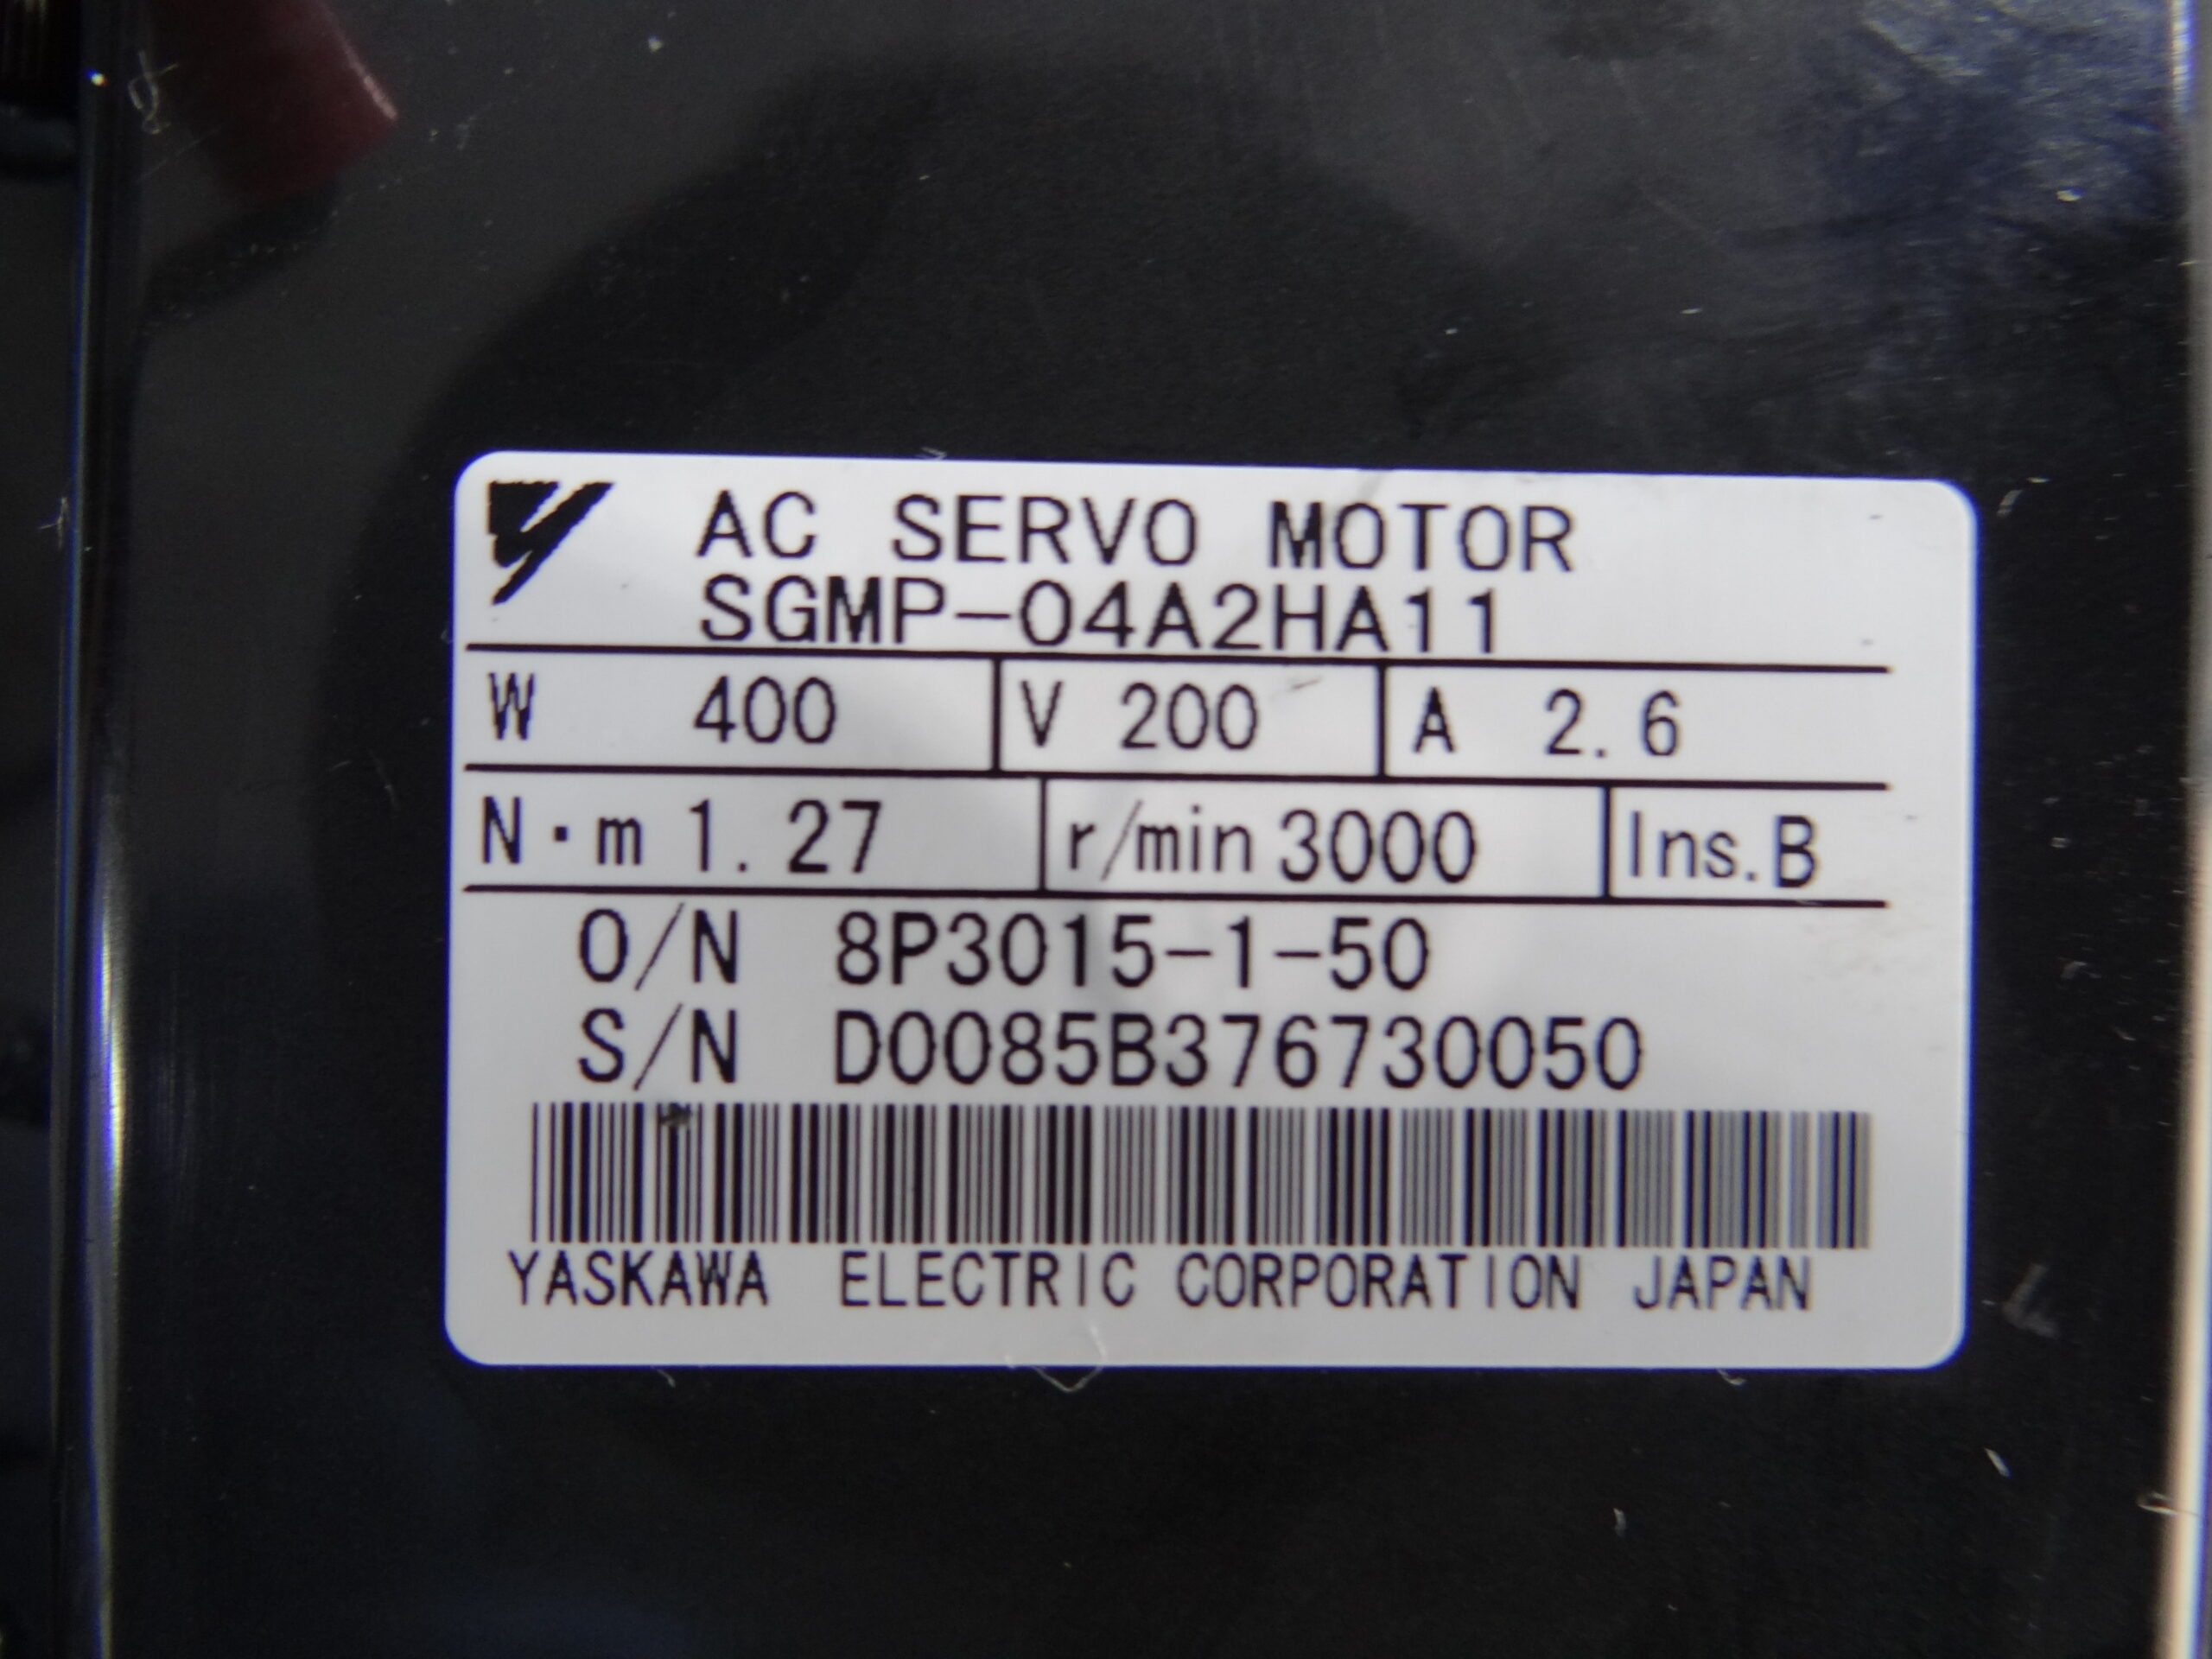 AC SERVO MOTOR
SGMP-04A2HA11
W 400 V 200 A 2.6
N·m 1.27 r/min 3000 Ins.B
O/N 8P3015-1-50
S/N D0085B376730050
YASKAWA ELECTRIC CORPORATION JAPAN